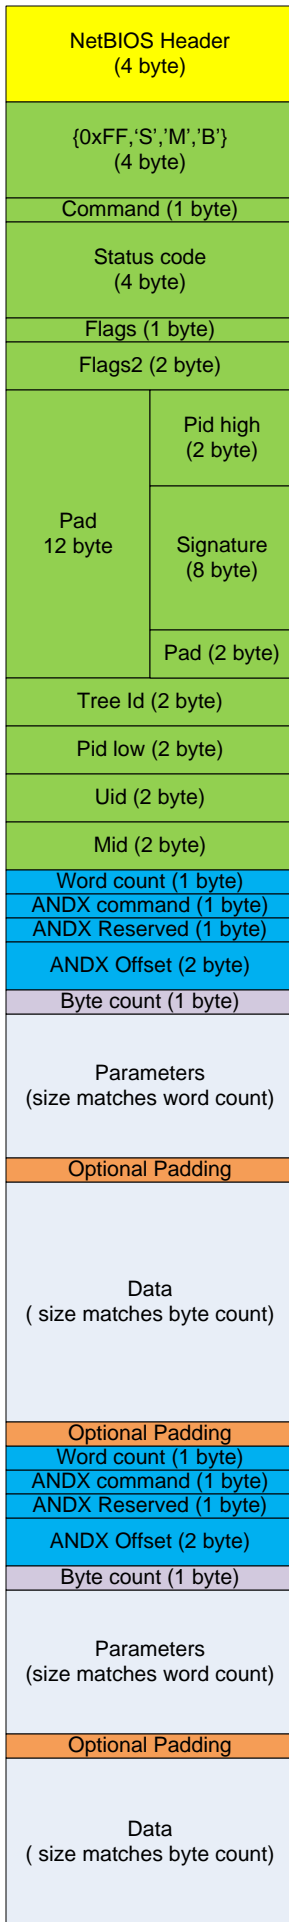 NetBIOS Header
(4 byte)
{0xFF,‘S’,’M’,’B’}
(4 byte)
Command (1 byte)
Status code
(4 byte)
Flags (1 byte)
Flags2 (2 byte)
Pad
12 byte
Pid high
(2 byte)
Signature
(8 byte)
Pad (2 byte)
Tree Id (2 byte)
Pid low (2 byte)
Uid (2 byte)
Mid (2 byte)
Word count (1 byte)
ANDX command (1 byte)
ANDX Reserved (1 byte)
ANDX Offset (2 byte)
Byte count (1 byte)
Parameters
(size matches word count)
Optional Padding
Data
( size matches byte count)
Optional Padding
Word count (1 byte)
ANDX command (1 byte)
ANDX Reserved (1 byte)
ANDX Offset (2 byte)
Byte count (1 byte)
Parameters
(size matches word count)
Optional Padding
Data
( size matches byte count)